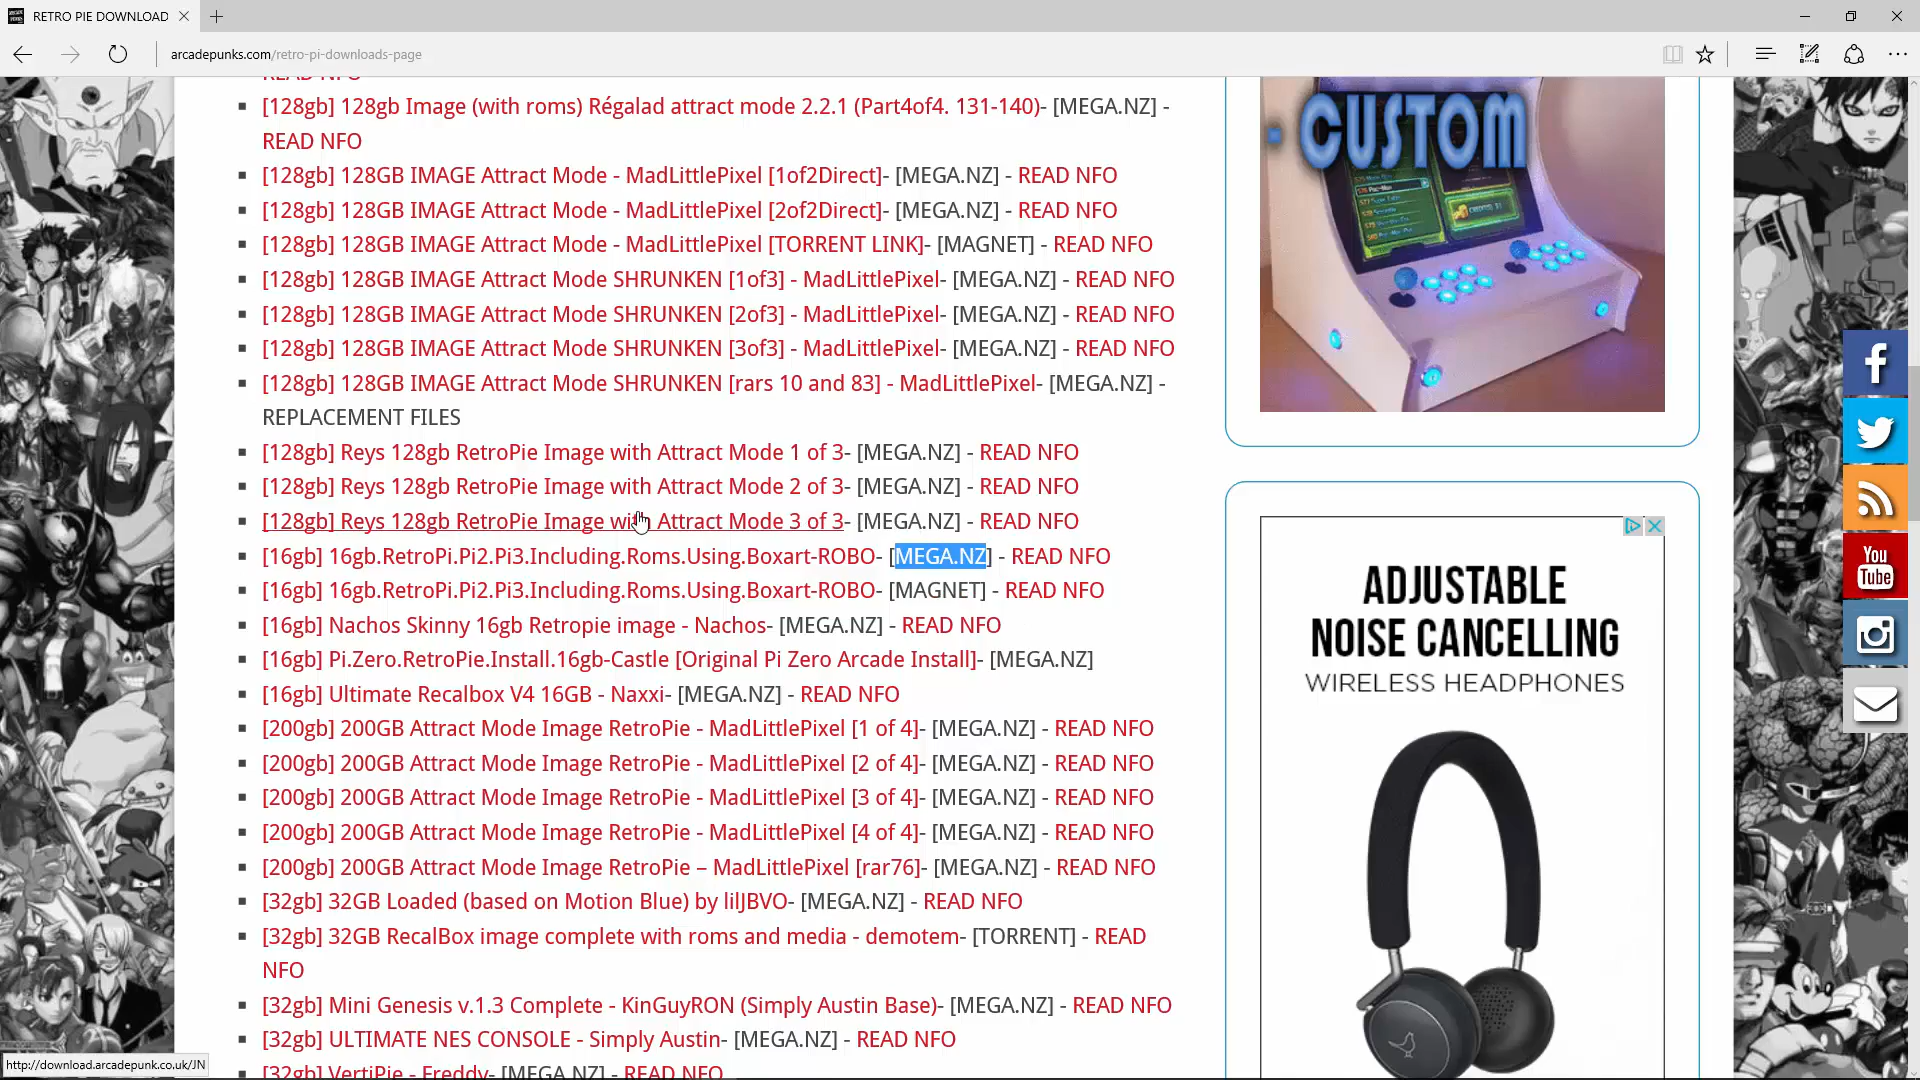 RETRO PIE DOWNLOAD
arcadepunks.com/retro-pi-downloads-page
READ NFO
[128gb] 128gb Image (with roms) Régalad attract mode 2.2.1 (Part4of4. 131-140)- [MEGA.NZ] -
READ NFO
[128gb] 128GB IMAGE Attract Mode - MadLittlePixel [1of2Direct]- [MEGA.NZ] - READ NFO
[128gb] 128GB IMAGE Attract Mode - MadLittlePixel [2of2Direct]- [MEGA.NZ] - READ NFO
[128gb] 128GB IMAGE Attract Mode - MadLittlePixel [TORRENT LINK]- [MAGNET] - READ NFO
[128gb] 128GB IMAGE Attract Mode SHRUNKEN [1of3] - MadLittlePixel- [MEGA.NZ] - READ NFO
[128gb] 128GB IMAGE Attract Mode SHRUNKEN [2of3] - MadLittlePixel- [MEGA.NZ] - READ NFO
[128gb] 128GB IMAGE Attract Mode SHRUNKEN [3of3] - MadLittlePixel- [MEGA.NZ] - READ NFO
[128gb] 128GB IMAGE Attract Mode SHRUNKEN [rars 10 and 83] - MadLittlePixel- [MEGA.NZ] -
REPLACEMENT FILES
[128gb] Reys 128gb RetroPie Image with Attract Mode 1 of 3- [MEGA.NZ] - READ NFO
[128gb] Reys 128gb RetroPie Image with Attract Mode 2 of 3- [MEGA.NZ] - READ NFO
[128gb] Reys 128gb RetroPie Image with Attract Mode 3 of 3- [MEGA.NZ] - READ NFO
[16gb] 16gb.RetroPi.Pi2.Pi3.Including.Roms.Using.Boxart-ROBO- [MEGA.NZ] - READ NFO
[16gb] 16gb.RetroPi.Pi2.Pi3.Including.Roms.Using.Boxart-ROBO- [MAGNET] - READ NFO
[16gb] Nachos Skinny 16gb Retropie image - Nachos- [MEGA.NZ] - READ NFO
[16gb] Pi.Zero.RetroPie.Install.16gb-Castle [Original Pi Zero Arcade Install]- [MEGA.NZ]
[16gb] Ultimate Recalbox V4 16GB - Naxxi- [MEGA.NZ] - READ NFO
[200gb] 200GB Attract Mode Image RetroPie - MadLittlePixel [1 of 4]- [MEGA.NZ] - READ NFO
[200gb] 200GB Attract Mode Image RetroPie - MadLittlePixel [2 of 4]- [MEGA.NZ] - READ NFO
[200gb] 200GB Attract Mode Image RetroPie - MadLittlePixel [3 of 4]- [MEGA.NZ] - READ NFO
[200gb] 200GB Attract Mode Image RetroPie - MadLittlePixel [4 of 4]- [MEGA.NZ] - READ NFO
[200gb] 200GB Attract Mode Image RetroPie – MadLittlePixel [rar76]- [MEGA.NZ] - READ NFO
[32gb] 32GB Loaded (based on Motion Blue) by lilJBVO- [MEGA.NZ] - READ NFO
[32gb] 32GB RecalBox image complete with roms and media - demotem- [TORRENT] - READ
NFO
[32gb] Mini Genesis v.1.3 Complete - KinGuyRON (Simply Austin Base)- [MEGA.NZ] - READ NFO
[32gb] ULTIMATE NES CONSOLE - Simply Austin- [MEGA.NZ] - READ NFO
[32gb] VertiPie - Freddy- [MEGA.NZ] - READ NFO
http://download.arcadepunk.co.uk/JN
CUSTOM
ADJUSTABLE
NOISE CANCELLING
WIRELESS HEADPHONES
You
Tube